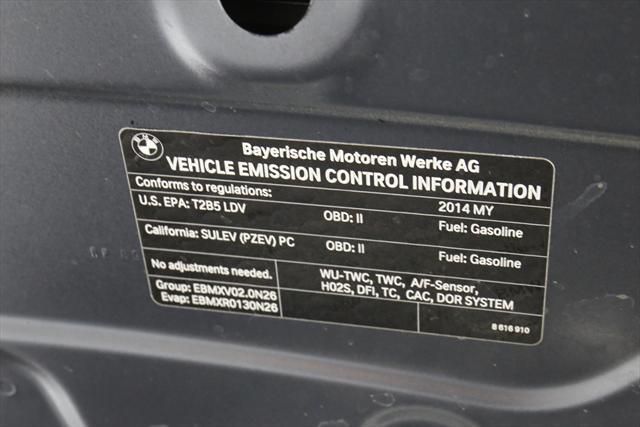 BMW
Bayerische Motoren Werke AG
VEHICLE EMISSION CONTROL INFORMATION
Conforms to regulations: 2014 MY
U.S. EPA: T2B5 LDV OBD: II Fuel: Gasoline
California: SULEV (PZEV) PC OBD: II Fuel: Gasoline
No adjustments needed. WU-TWC, TWC, A/F-Sensor,
H02S, DFI, TC, CAC, DOR SYSTEM
Group: EBMXV02.0N26
Evap: EBMXR0130N26
8 616 910